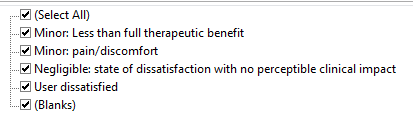 (Select All)
Minor: Less than full therapeutic benefit
Minor: pain/discomfort
Negligible: state of dissatisfaction with no perceptible clinical impact
User dissatisfied
(Blanks)